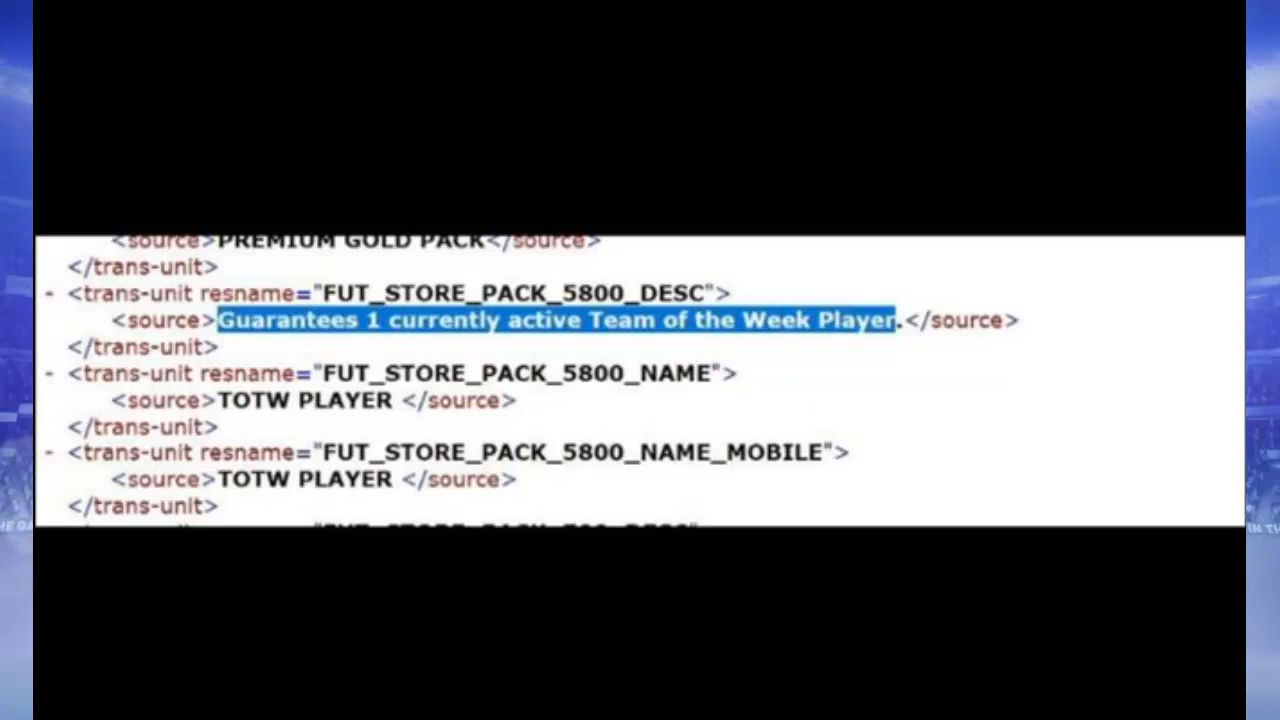 <source>PREMIUM GOLD PACK</source>
</trans-unit>
- <trans-unit resname="FUT_STORE_PACK_5800_DESC">
<source>Guarantees 1 currently active Team of the Week Player.</source>
</trans-unit>
- <trans-unit resname="FUT_STORE_PACK_5800_NAME">
<source>TOTW PLAYER </source>
</trans-unit>
- <trans-unit resname="FUT_STORE_PACK_5800_NAME_MOBILE">
<source>TOTW PLAYER </source>
</trans-unit>